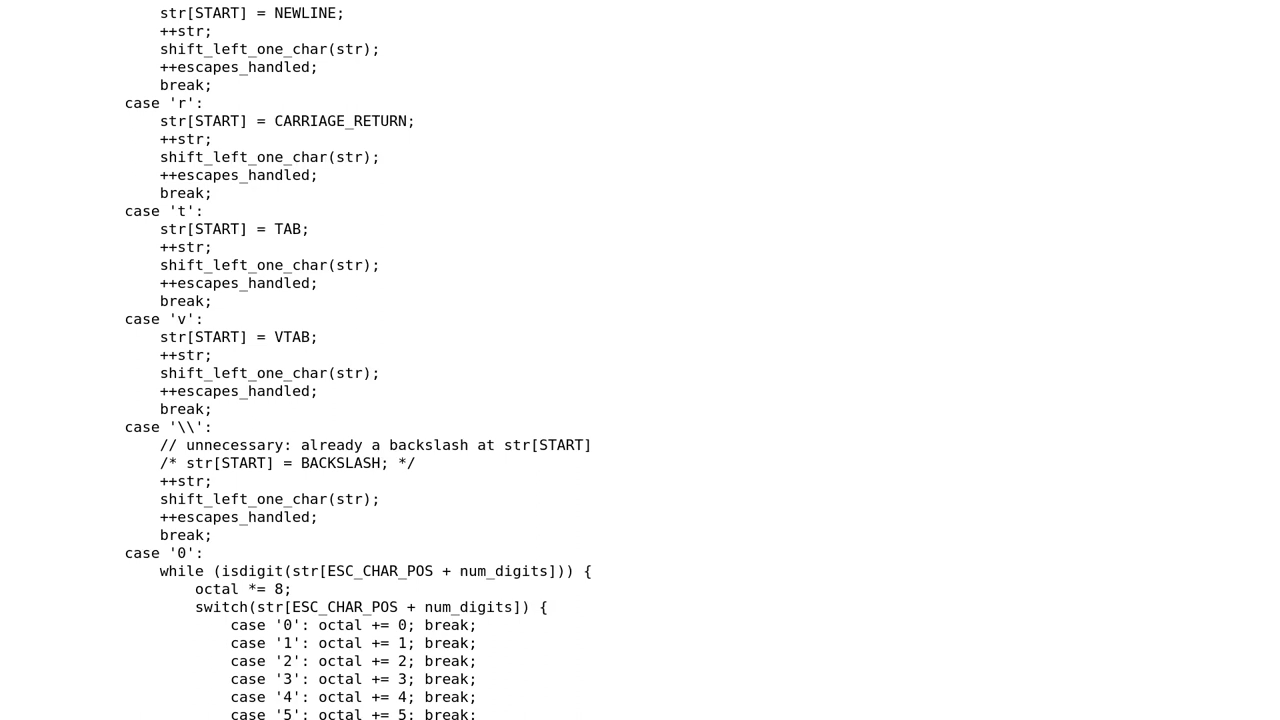 str[START] = NEWLINE;
++str;
shift_left_one_char(str);
++escapes_handled;
break;
case 'r':
str[START] = CARRIAGE_RETURN;
++str;
shift_left_one_char(str);
++escapes_handled;
break;
case 't':
str[START] = TAB;
++str;
shift_left_one_char(str);
++escapes_handled;
break;
case 'v':
str[START] = VTAB;
++str;
shift_left_one_char(str);
++escapes_handled;
break;
case '\\':
// unnecessary: already a backslash at str[START]
/* str[START] = BACKSLASH; */
++str;
shift_left_one_char(str);
++escapes_handled;
break;
case '0':
while (isdigit(str[ESC_CHAR_POS + num_digits])) {
octal *= 8;
switch(str[ESC_CHAR_POS + num_digits]) {
case '0': octal += 0; break;
case '1': octal += 1; break;
case '2': octal += 2; break;
case '3': octal += 3; break;
case '4': octal += 4; break;
case '5': octal += 5; break;